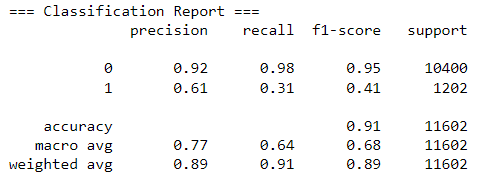 === Classification Report ===
precision recall f1-score support
0 0.92 0.98 0.95 10400
1 0.61 0.31 0.41 1202
accuracy 0.91 11602
macro avg 0.77 0.64 0.68 11602
weighted avg 0.89 0.91 0.89 11602